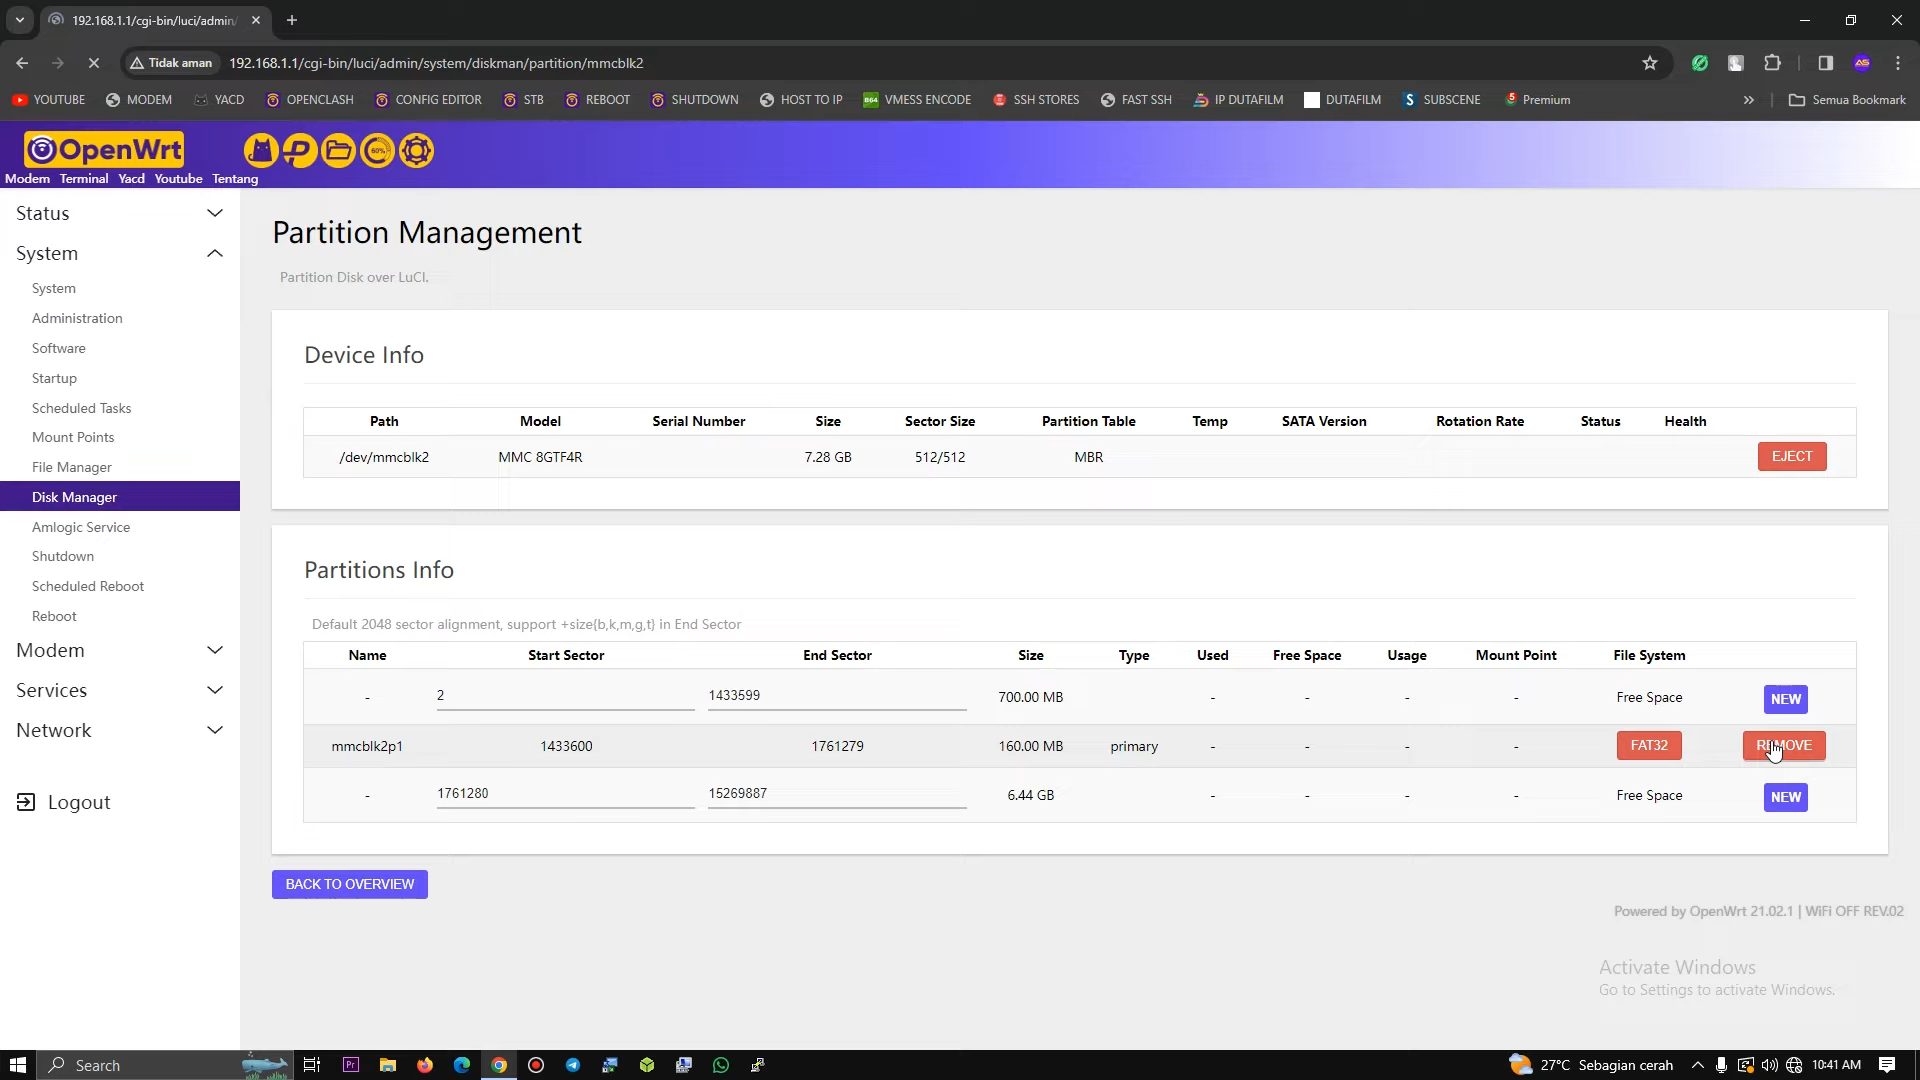 192.168.1.1/cgi-bin/luci/admin/
Tidak aman
192.168.1.1/cgi-bin/luci/admin/system/diskman/partition/mmcblk2
AS
YOUTUBE
MODEM
YACD
OPENCLASH
CONFIG EDITOR
STB
REBOOT
SHUTDOWN
HOST TO IP
B64
VMESS ENCODE
SSH STORES
FAST SSH
IP DUTAFILM
DUTAFILM
S
SUBSCENE
5
Premium
»
Semua Bookmark
OpenWrt
60%
Modem Terminal Yacd Youtube Tentang
Status
System
System
Administration
Software
Startup
Scheduled Tasks
Mount Points
File Manager
Disk Manager
Amlogic Service
Shutdown
Scheduled Reboot
Reboot
Modem
Services
Network
Logout
Partition Management
Partition Disk over LuCI.
Device Info
Path Model Serial Number Size Sector Size Partition Table Temp SATA Version Rotation Rate Status Health
/dev/mmcblk2 MMC 8GTF4R 7.28 GB 512/512 MBR EJECT
Partitions Info
Default 2048 sector alignment, support +size{b,k,m,g,t} in End Sector
Name Start Sector End Sector Size Type Used Free Space Usage Mount Point File System
- 2 1433599 700.00 MB - - - - Free Space NEW
mmcblk2p1 1433600 1761279 160.00 MB primary - - - - FAT32 REMOVE
- 1761280 15269887 6.44 GB - - - - Free Space NEW
BACK TO OVERVIEW
Powered by OpenWrt 21.02.1 | WiFi OFF REV.02
Activate Windows
Go to Settings to activate Windows.
Search
Pr
27°C Sebagian cerah
10:41 AM